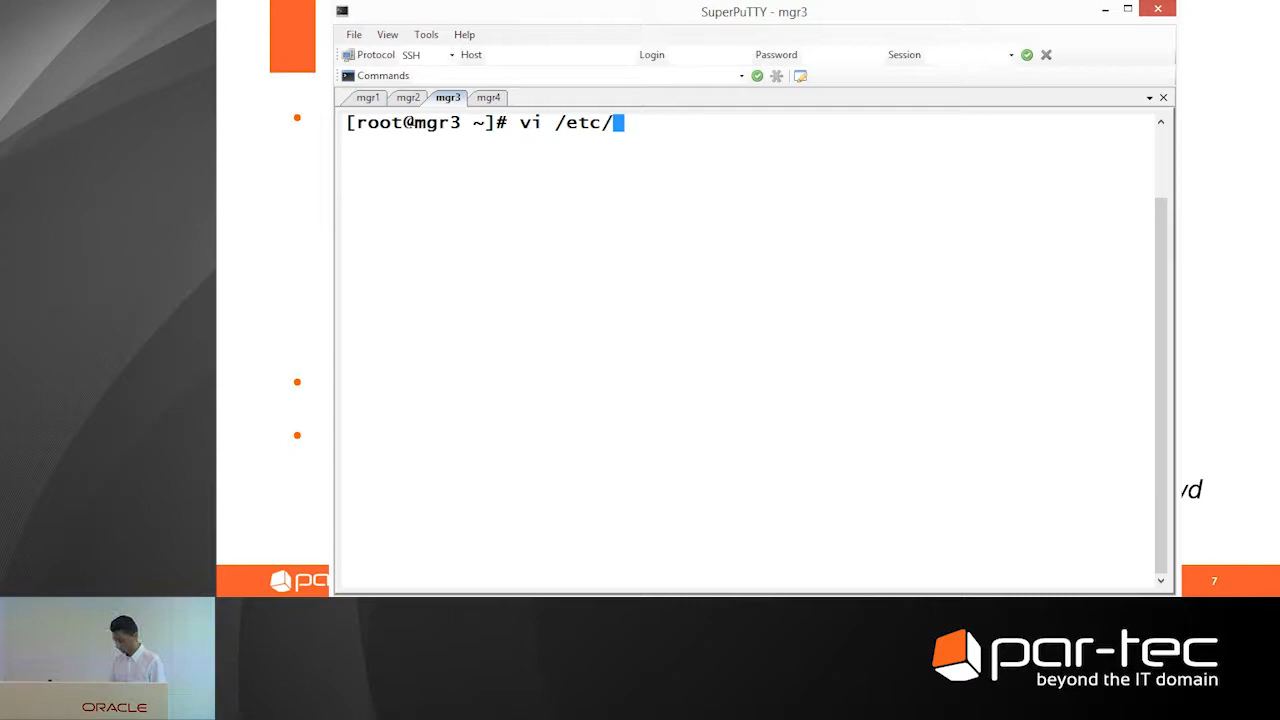 SuperPuTTY - mgr3
File View Tools Help
Protocol SSH Host Login Password Session
Commands
mgr1 mgr2 mgr3 mgr4
[root@mgr3 ~]# vi /etc/
7
par-tec
beyond the IT domain
ORACLE